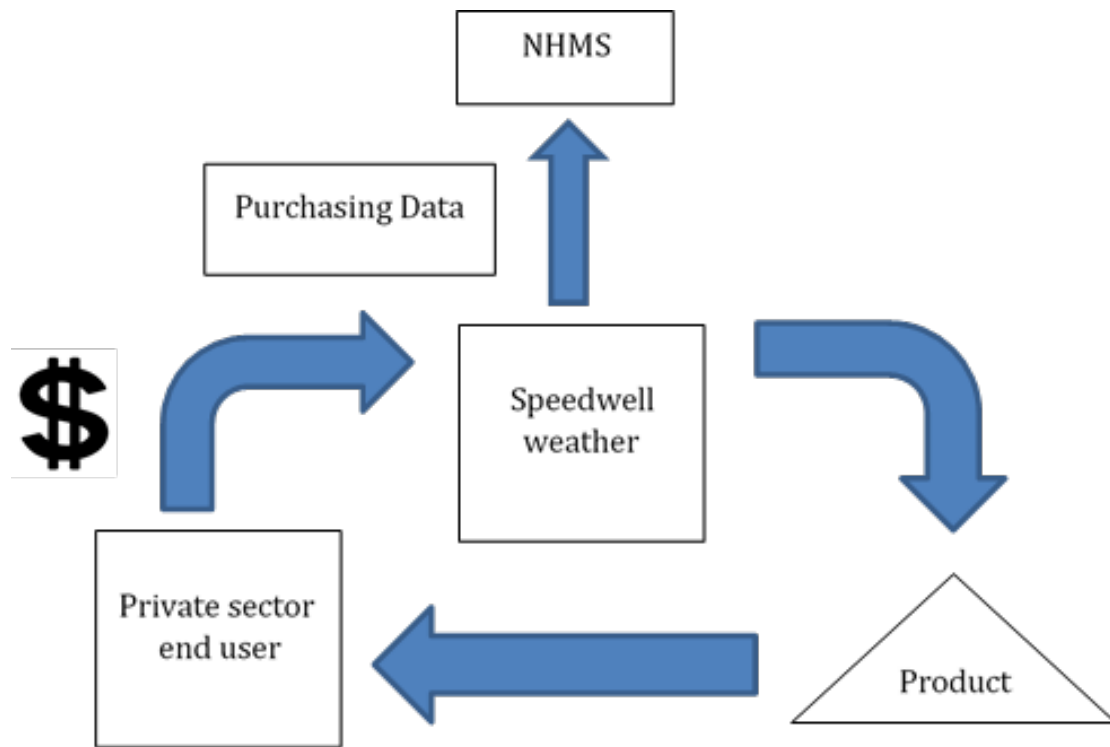 NHMS
Purchasing Data
$
Speedwell
weather
Private sector
end user
Product